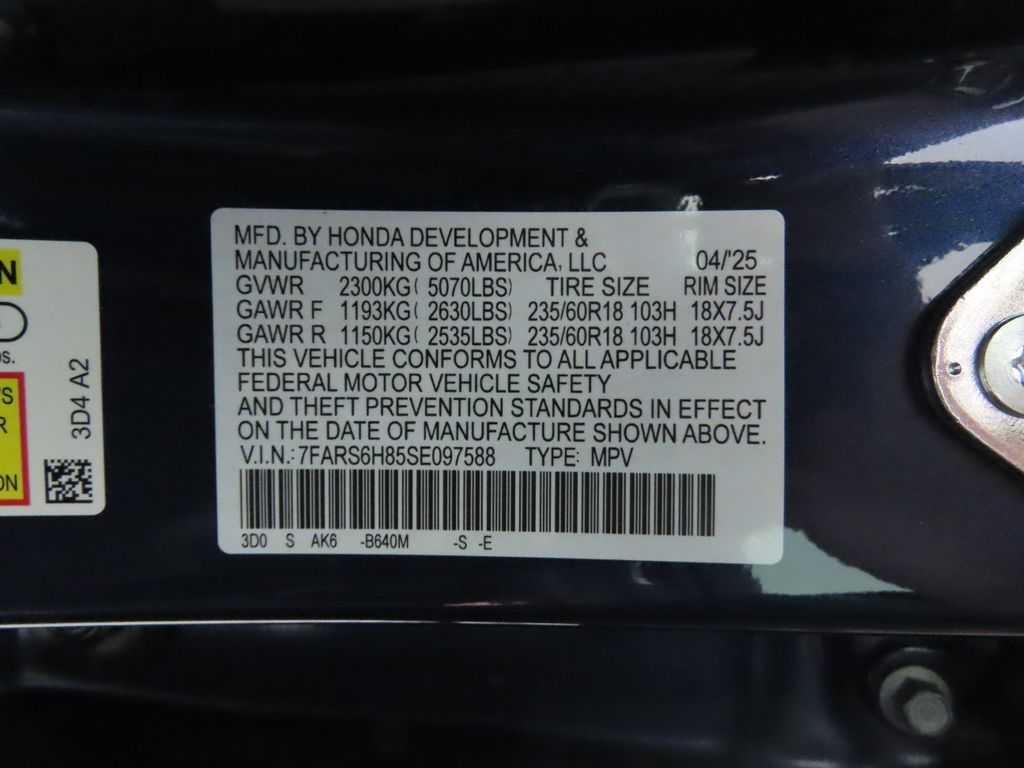 MFD. BY HONDA DEVELOPMENT &
MANUFACTURING OF AMERICA, LLC 04/'25
GVWR 2300KG( 5070LBS) TIRE SIZE RIM SIZE
GAWR F 1193KG( 2630LBS) 235/60R18 103H 18X7.5J
GAWR R 1150KG( 2535LBS) 235/60R18 103H 18X7.5J
THIS VEHICLE CONFORMS TO ALL APPLICABLE
FEDERAL MOTOR VEHICLE SAFETY
AND THEFT PREVENTION STANDARDS IN EFFECT
ON THE DATE OF MANUFACTURE SHOWN ABOVE.
V.I.N.:7FARS6H85SE097588 TYPE: MPV
3D0 S AK6 -B640M -S -E
3D4 A2